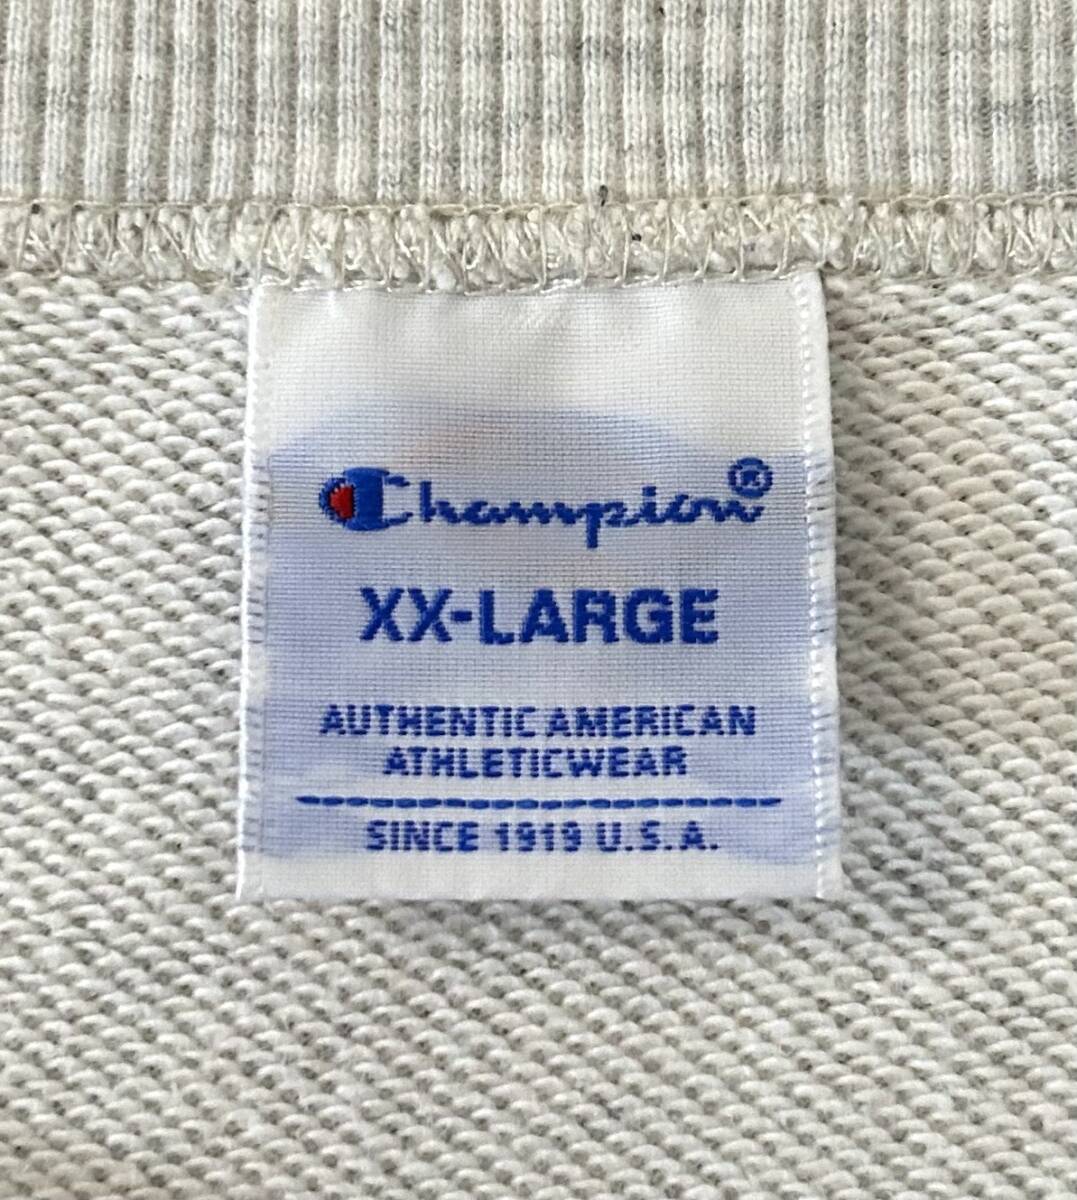 Champion®
XX-LARGE
AUTHENTIC AMERICAN
ATHLETICWEAR
SINCE 1919 U.S.A.